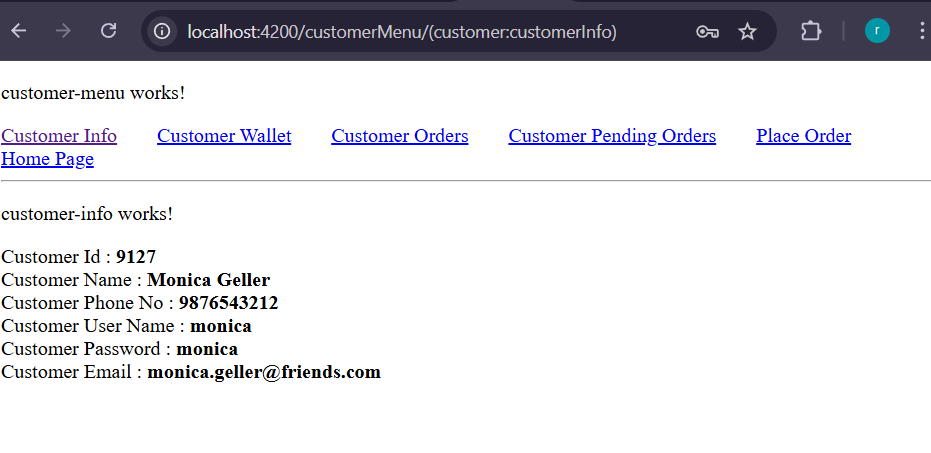 localhost:4200/customerMenu/(customer:customerInfo)
r
customer-menu works!
Customer Info Customer Wallet Customer Orders Customer Pending Orders Place Order
Home Page
customer-info works!
Customer Id : 9127
Customer Name : Monica Geller
Customer Phone No : 9876543212
Customer User Name : monica
Customer Password : monica
Customer Email : monica.geller@friends.com